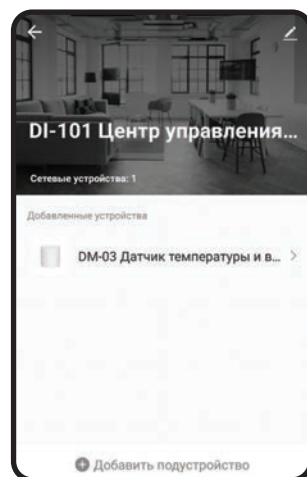 DI-101 Центр управления...
Сетевые устройства: 1
Добавленные устройства
DM-03 Датчик температуры и в...
Добавить подустройство